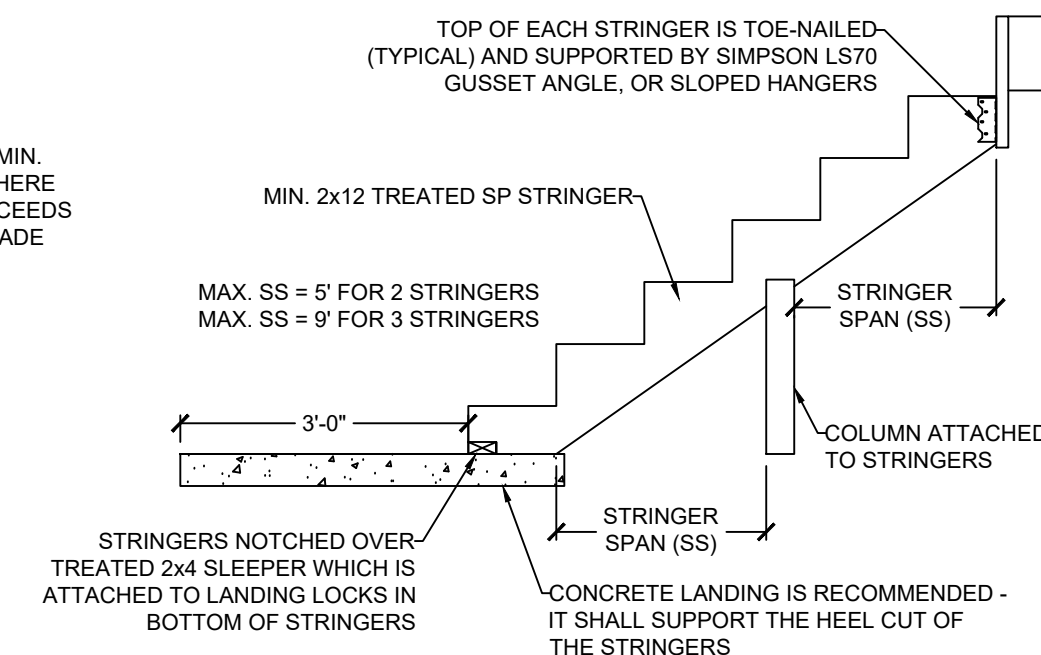 TOP OF EACH STRINGER IS TOE-NAILED
(TYPICAL) AND SUPPORTED BY SIMPSON LS70
GUSSET ANGLE, OR SLOPED HANGERS
MIN.
HERE
CEEDS
ADE
MIN. 2x12 TREATED SP STRINGER
MAX. SS = 5' FOR 2 STRINGERS
MAX. SS = 9' FOR 3 STRINGERS
STRINGER
SPAN (SS)
3'-0"
COLUMN ATTACHED
TO STRINGERS
STRINGER
SPAN (SS)
STRINGERS NOTCHED OVER
TREATED 2x4 SLEEPER WHICH IS
ATTACHED TO LANDING LOCKS IN
BOTTOM OF STRINGERS
CONCRETE LANDING IS RECOMMENDED -
IT SHALL SUPPORT THE HEEL CUT OF
THE STRINGERS